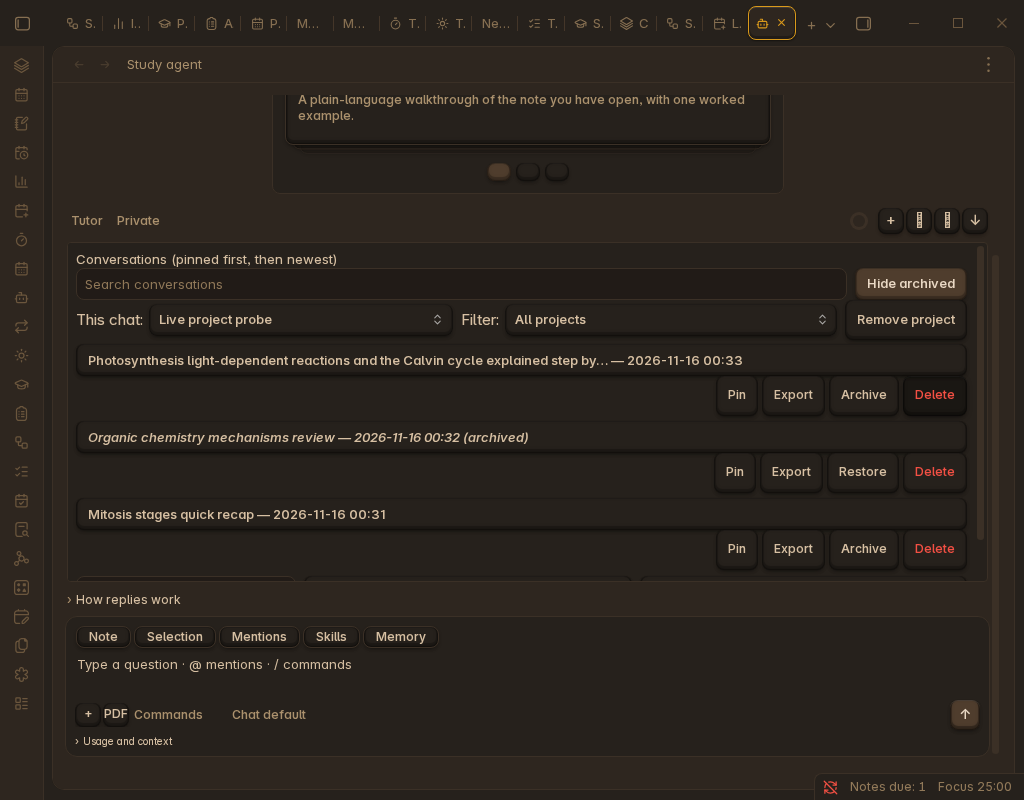 S.
I..
P.
A
P.
M...
M...
T.
T.
Ne...
T.
S.
C
S.
L.
Study agent
A plain-language walkthrough of the note you have open, with one worked
example.
Tutor Private
+
Conversations (pinned first, then newest)
Search conversations
Hide archived
This chat: Live project probe Filter: All projects Remove project
Photosynthesis light-dependent reactions and the Calvin cycle explained step by... — 2026-11-16 00:33
Pin Export Archive Delete
Organic chemistry mechanisms review — 2026-11-16 00:32 (archived)
Pin Export Restore Delete
Mitosis stages quick recap — 2026-11-16 00:31
Pin Export Archive Delete
› How replies work
Note Selection Mentions Skills Memory
Type a question · @ mentions · / commands
+ PDF Commands Chat default
› Usage and context
Notes due: 1 Focus 25:00